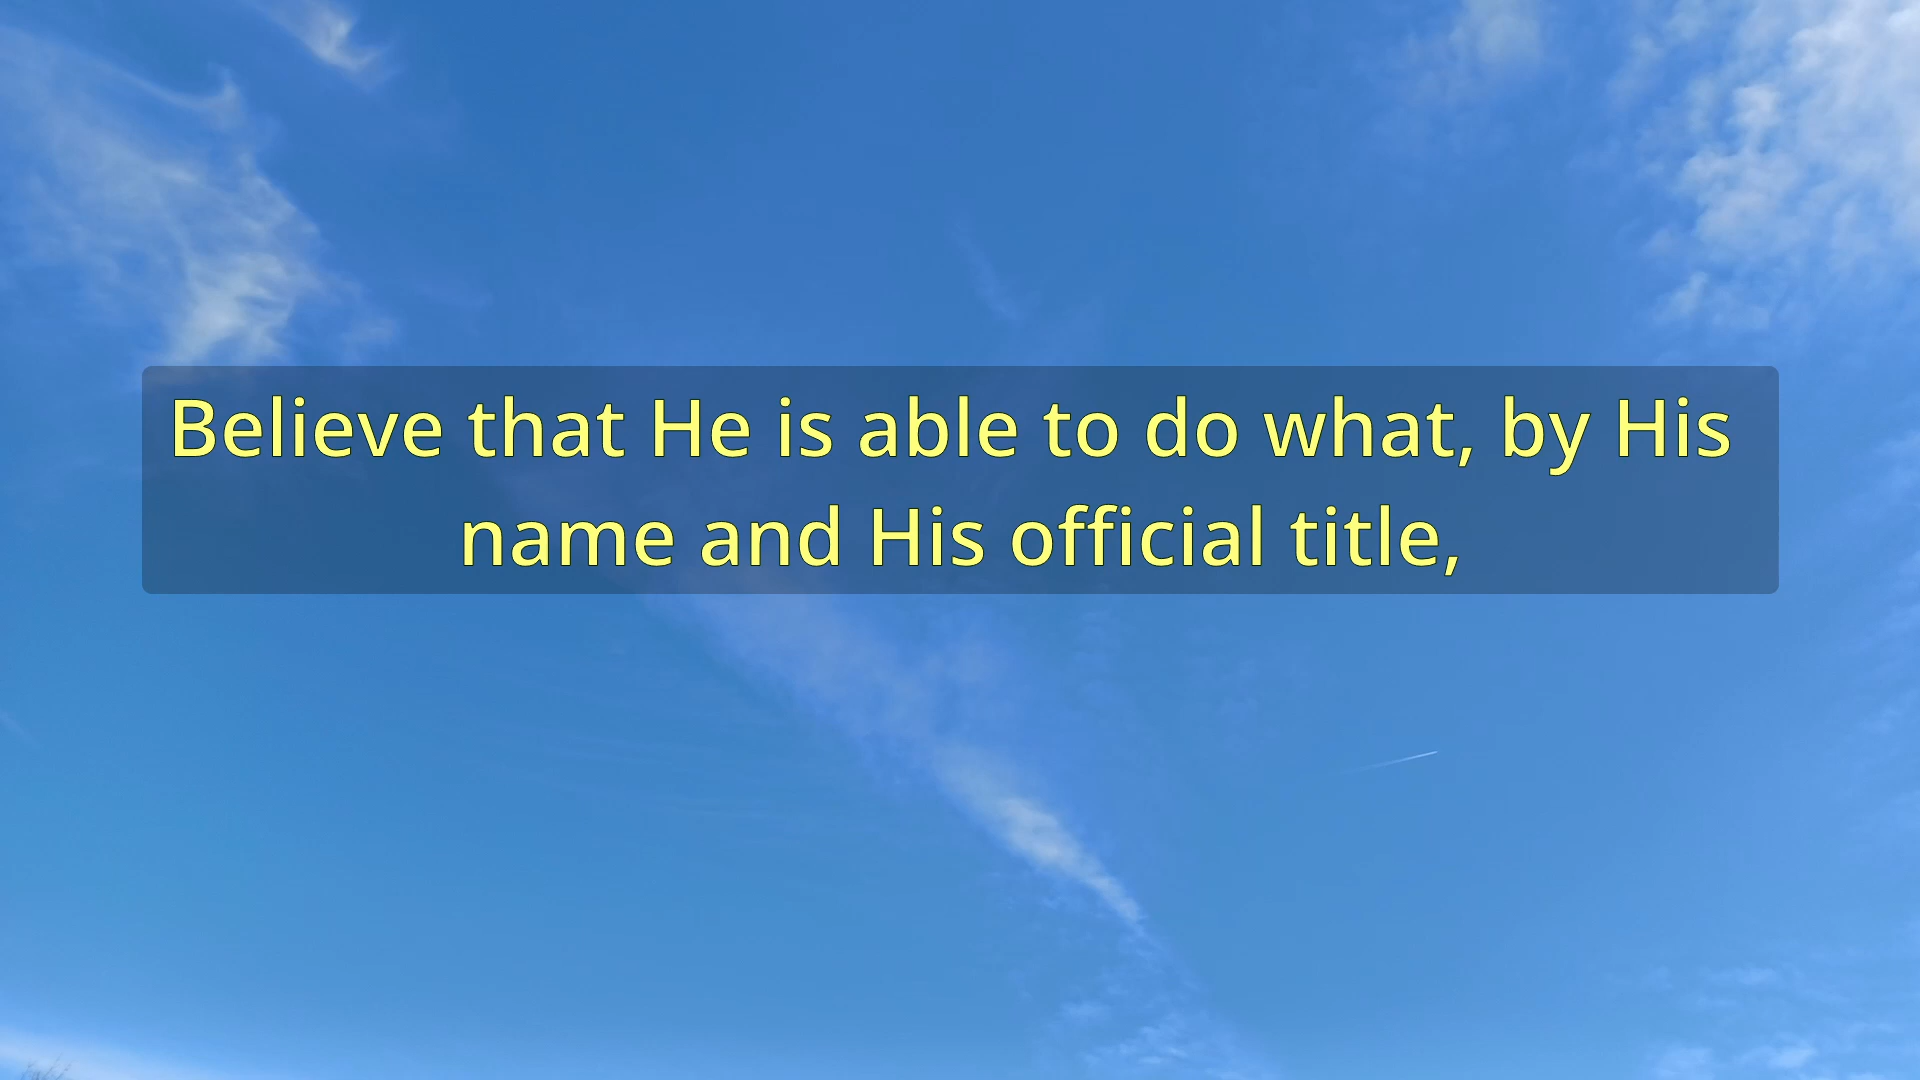 Believe that He is able to do what, by His
name and His official title,